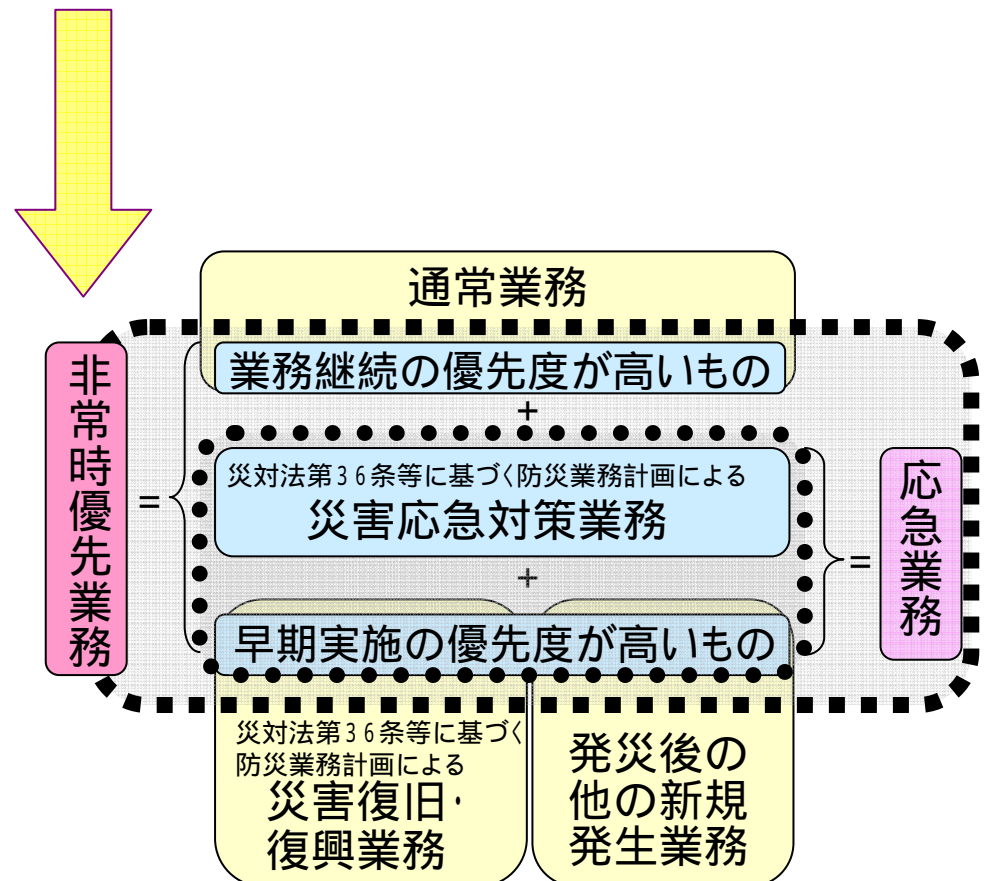 通常業務
業務継続の優先度が高いもの
+
非常時優先業務
=
災対法第36条等に基づく防災業務計画による
災害応急対策業務
=
応急業務
+
早期実施の優先度が高いもの
災対法第36条等に基づく
防災業務計画による
災害復旧・
復興業務
発災後の
他の新規
発生業務